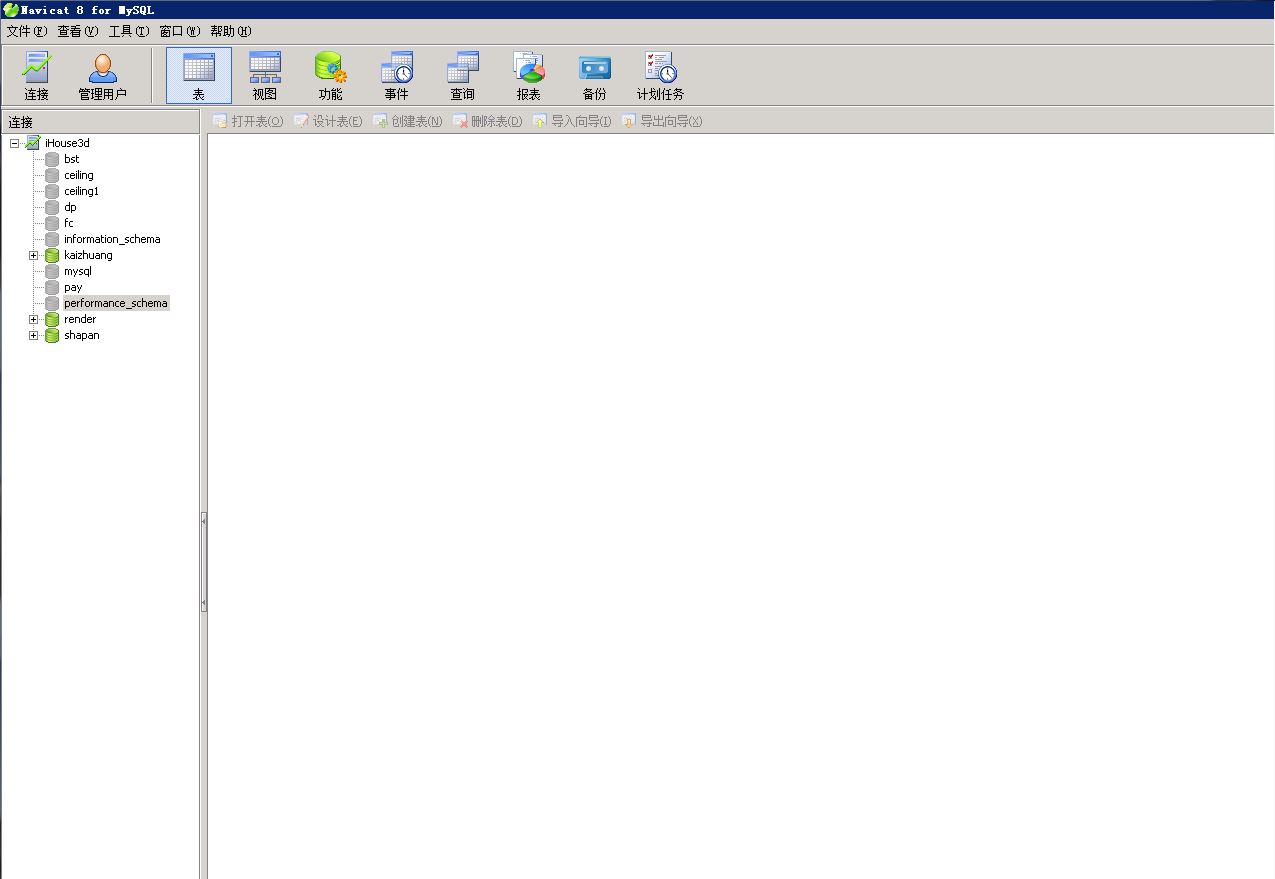 Navicat 8 for MySQL
文件(F) 查看(V) 工具(T) 窗口(W) 帮助(H)
连接 管理用户 表 视图 功能 事件 查询 报表 备份 计划任务
连接 打开表(O) 设计表(E) 创建表(N) 删除表(D) 导入向导(I) 导出向导(X)
iHouse3d
bst
ceiling
ceiling1
dp
fc
information_schema
kaizhuang
mysql
pay
performance_schema
render
shapan